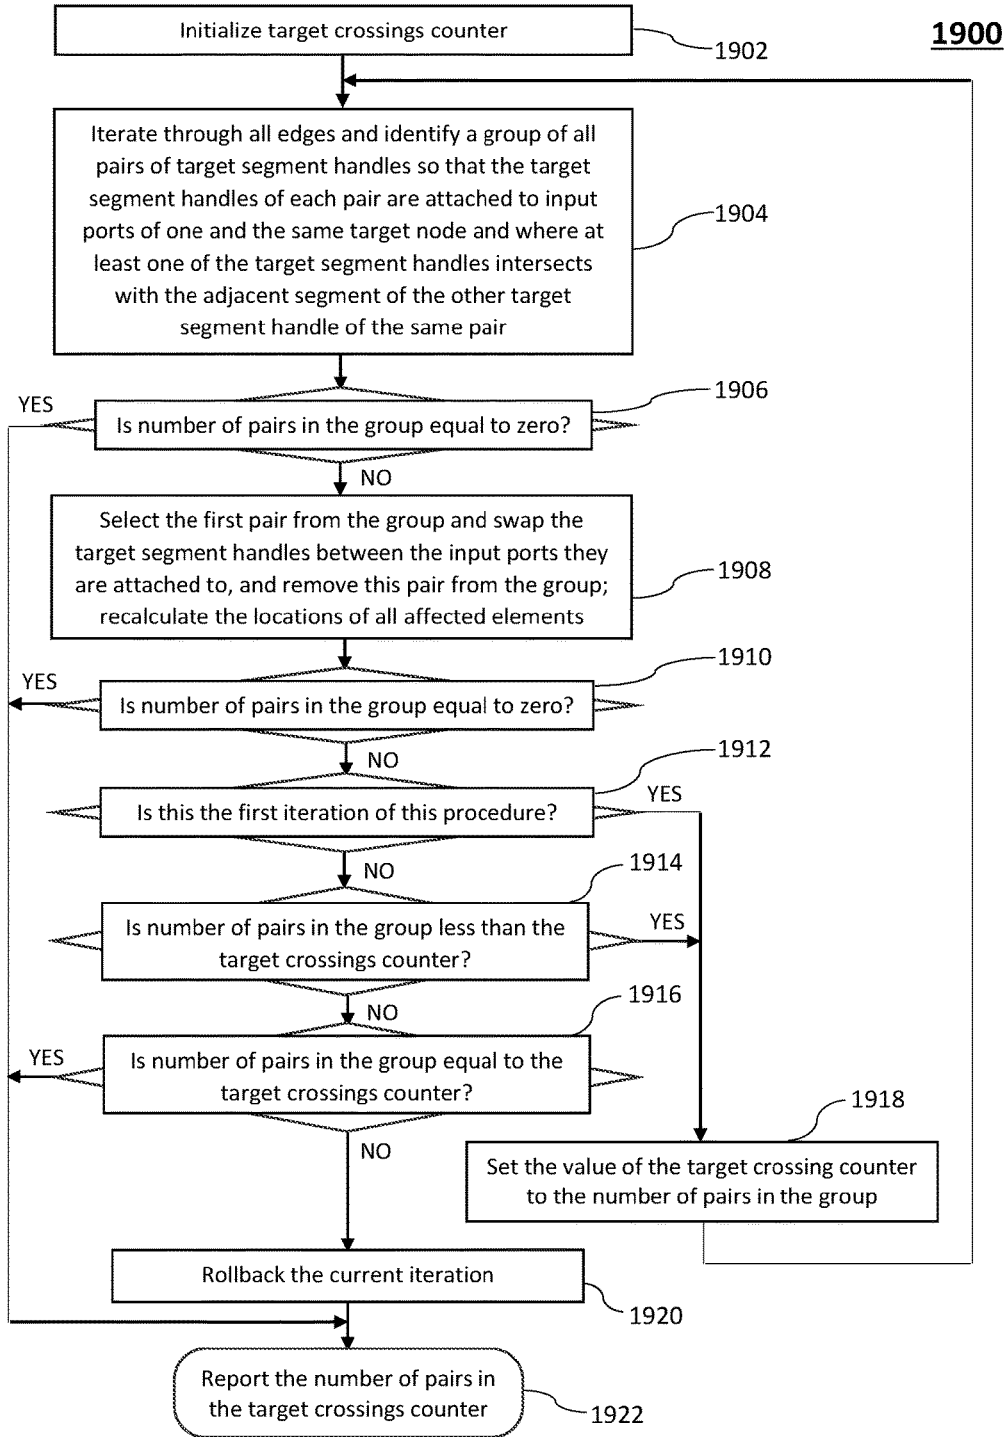 1900
Initialize target crossings counter
1902
Iterate through all edges and identify a group of all
pairs of target segment handles so that the target
segment handles of each pair are attached to input
ports of one and the same target node and where at
least one of the target segment handles intersects
with the adjacent segment of the other target
segment handle of the same pair
1904
YES
Is number of pairs in the group equal to zero?
1906
NO
Select the first pair from the group and swap the
target segment handles between the input ports they
are attached to, and remove this pair from the group;
recalculate the locations of all affected elements
1908
YES
Is number of pairs in the group equal to zero?
1910
NO
Is this the first iteration of this procedure?
1912
YES
NO
Is number of pairs in the group less than the
target crossings counter?
1914
YES
NO
Is number of pairs in the group equal to the
target crossings counter?
1916
YES
NO
Set the value of the target crossing counter
to the number of pairs in the group
1918
Rollback the current iteration
1920
Report the number of pairs in
the target crossings counter
1922